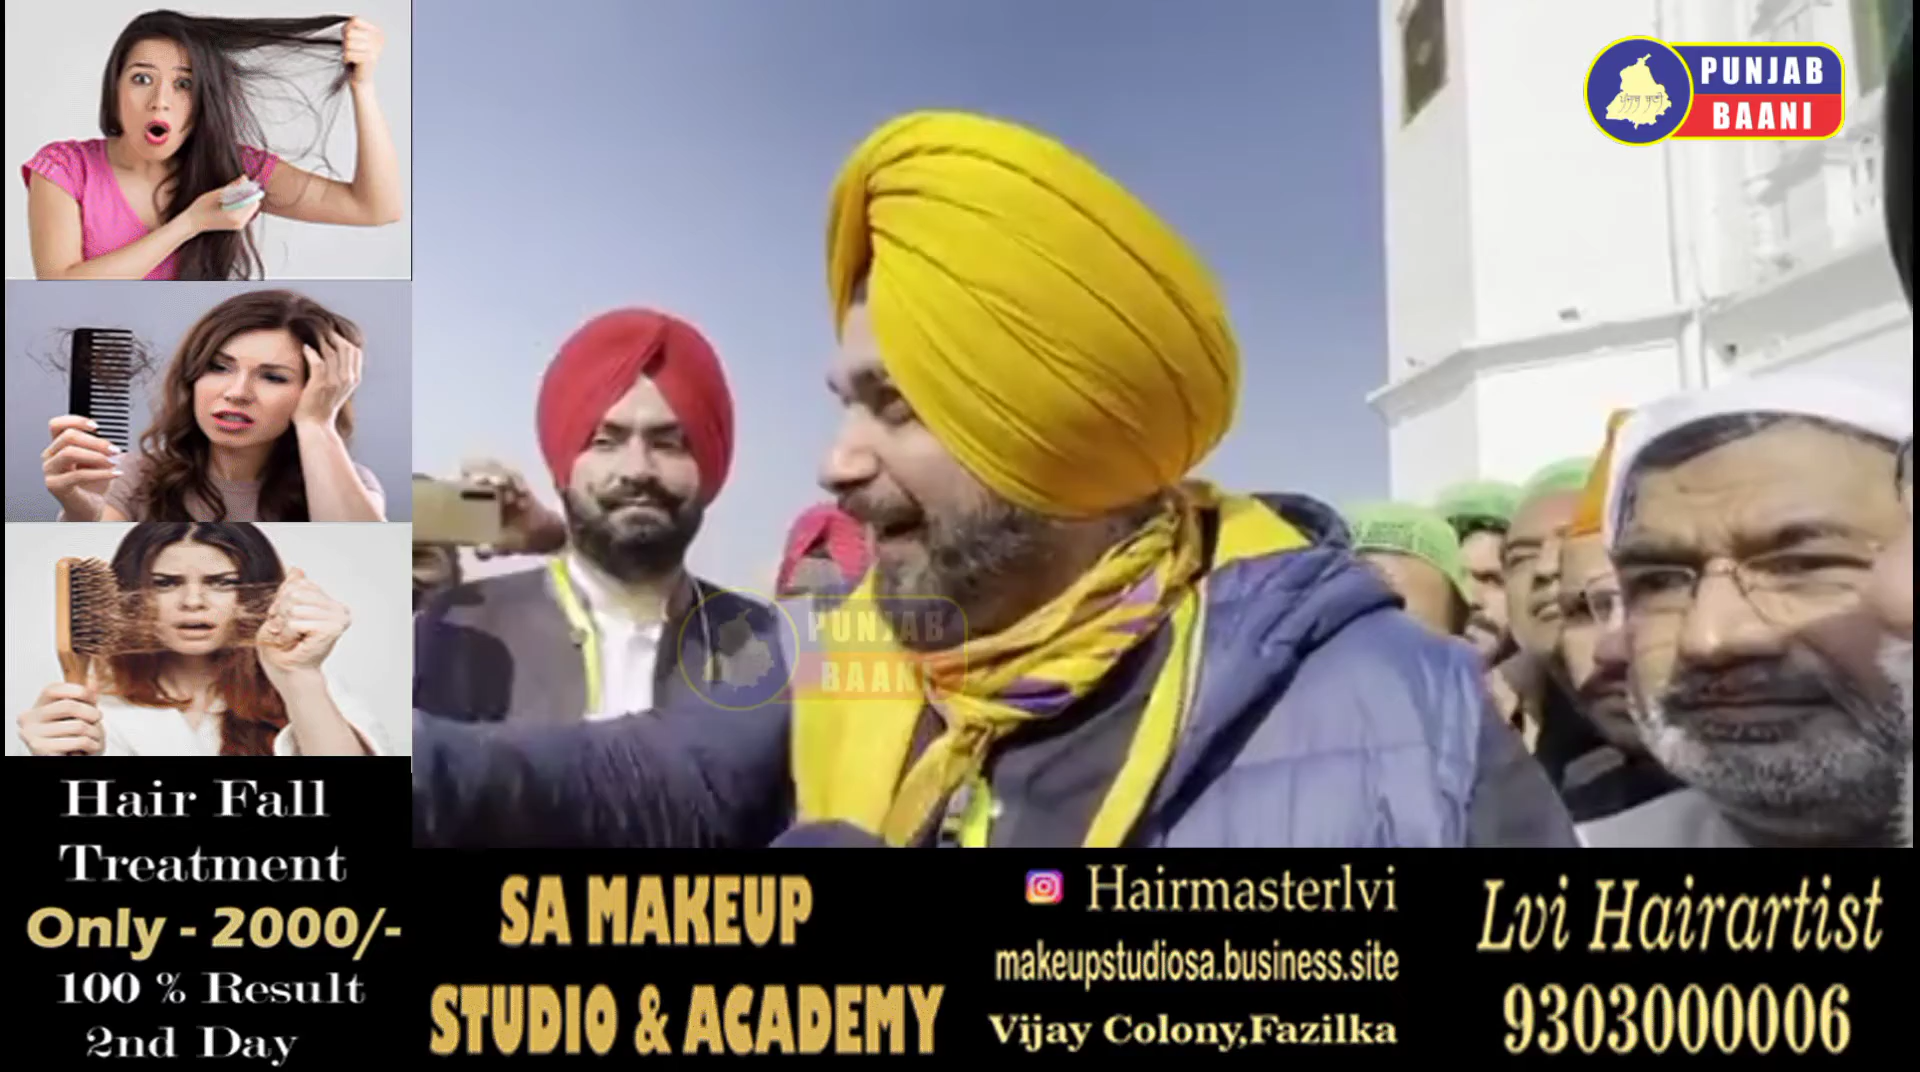 PUNJAB
BAANI
ਪੰਜਾਬ ਬਾਣੀ
PUNJAB
BAANI
Hair Fall
Treatment
Only - 2000/-
100 % Result
2nd Day
SA MAKEUP
STUDIO & ACADEMY
Hairmasterlvi
makeupstudiosa.business.site
Vijay Colony,Fazilka
Lvi Hairartist
9303000006